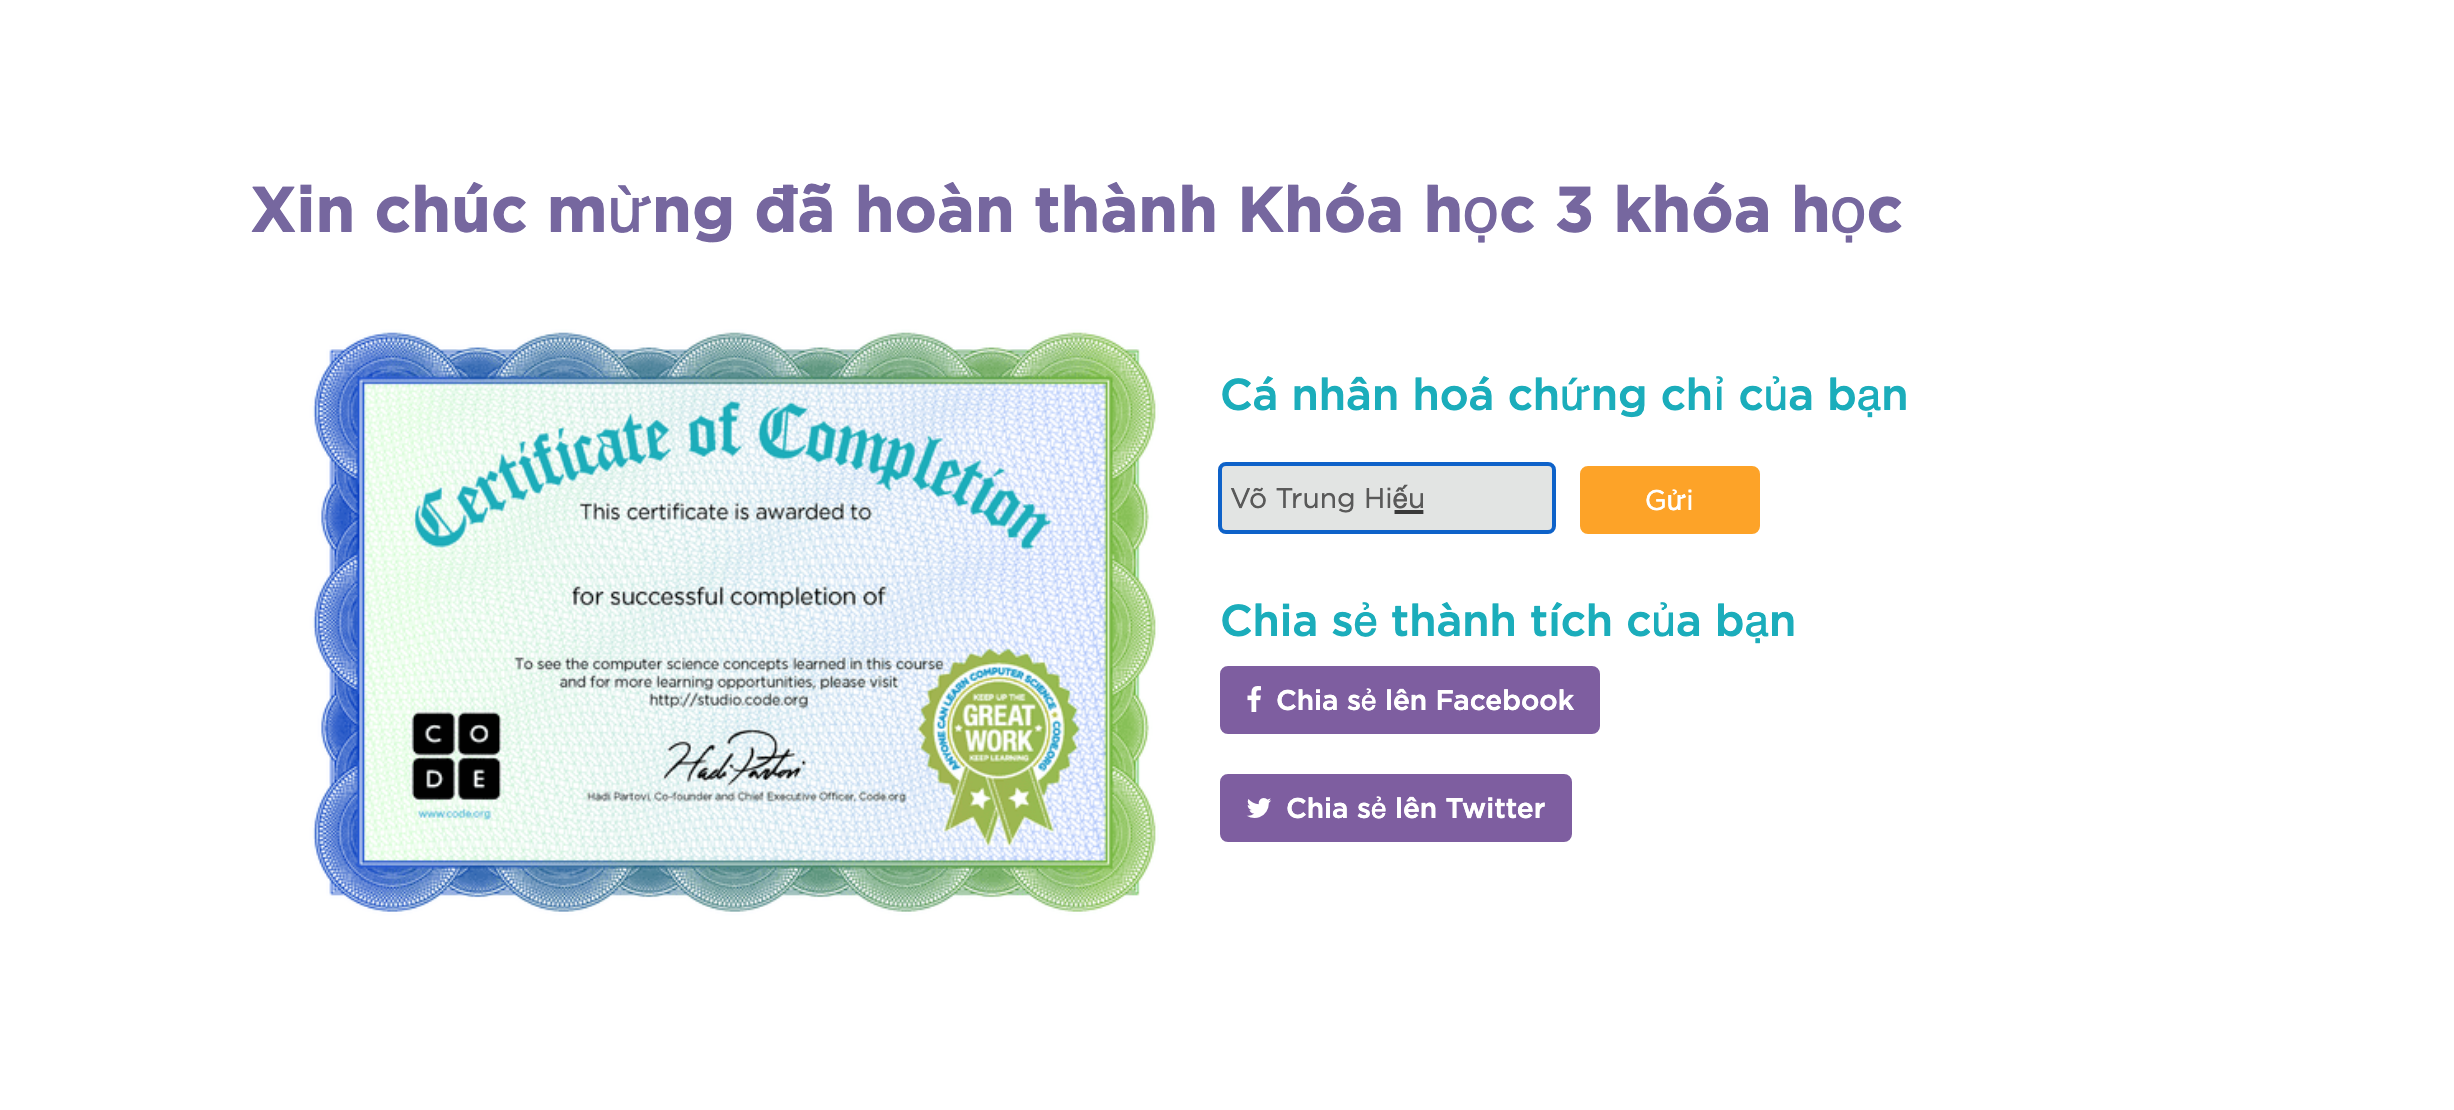 Xin chúc mừng đã hoàn thành Khóa học 3 khóa học
Certificate of Completion
This certificate is awarded to
for successful completion of
To see the computer science concepts learned in this course
and for more learning opportunities, please visit
http://studio.code.org
C O
D E
www.code.org
Hadi Partovi
Hadi Partovi, Co-founder and Chief Executive Officer, Code.org
ANYONE CAN LEARN COMPUTER SCIENCE
CODE.ORG
KEEP UP THE
GREAT
WORK
KEEP LEARNING
Cá nhân hoá chứng chỉ của bạn
Võ Trung Hiếu
Gửi
Chia sẻ thành tích của bạn
Chia sẻ lên Facebook
Chia sẻ lên Twitter